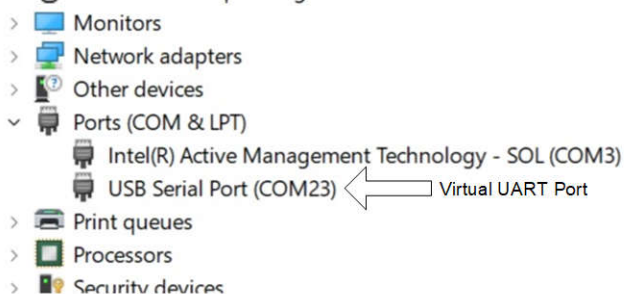 Monitors
Network adapters
Other devices
Ports (COM & LPT)
Intel(R) Active Management Technology - SOL (COM3)
USB Serial Port (COM23) Virtual UART Port
Print queues
Processors
Security devices